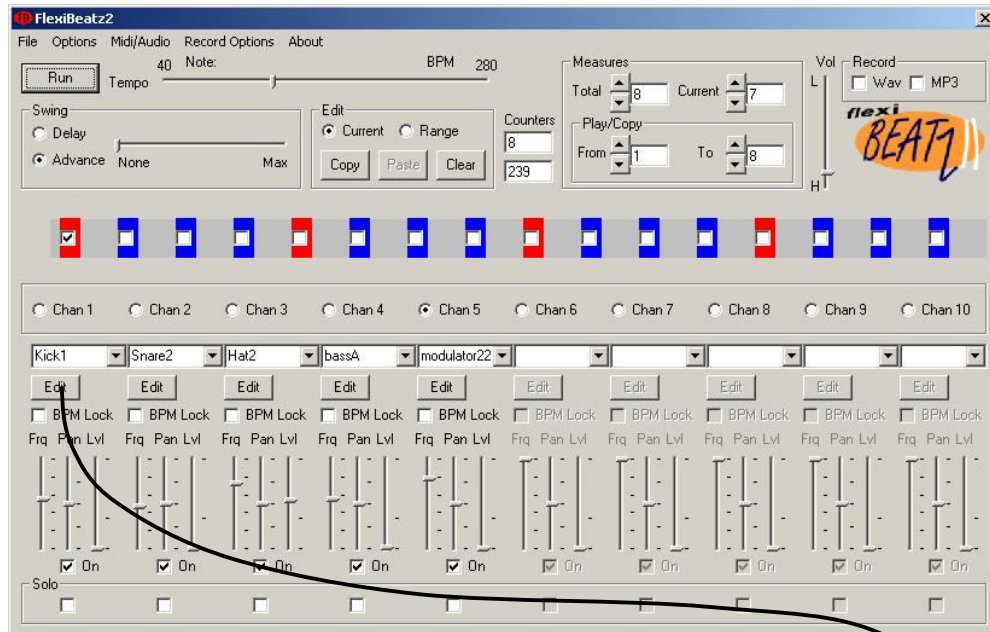 FlexiBeatz2
File Options Midi/Audio Record Options About
Run Tempo 40 Note: BPM 280
Swing
Delay
Advance None Max
Edit
Current Range
Copy Paste Clear
Counters
8
239
Measures
Total 8 Current 7
Play/Copy
From 1 To 8
Vol
L
H
Record
Wav MP3
flexi
BEATZ
Chan 1 Chan 2 Chan 3 Chan 4 Chan 5 Chan 6 Chan 7 Chan 8 Chan 9 Chan 10
Kick1 Snare2 Hat2 bassA modulator22
Edit Edit Edit Edit Edit Edit Edit Edit Edit Edit
BPM Lock BPM Lock BPM Lock BPM Lock BPM Lock BPM Lock BPM Lock BPM Lock BPM Lock BPM Lock
Frq Pan Lvl Frq Pan Lvl Frq Pan Lvl Frq Pan Lvl Frq Pan Lvl Frq Pan Lvl Frq Pan Lvl Frq Pan Lvl Frq Pan Lvl Frq Pan Lvl
On On On On On On On On On On
Solo